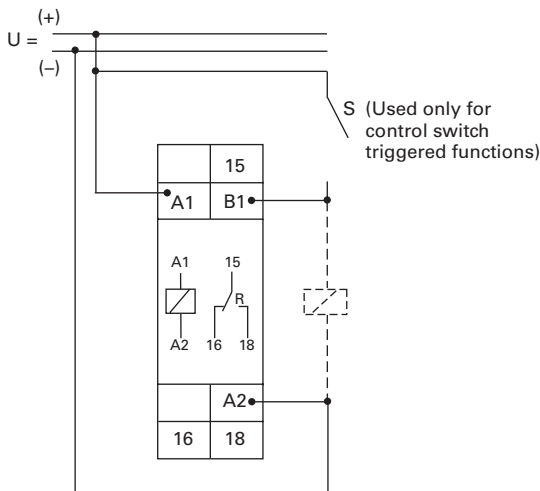 (+)
U =
(–)
S (Used only for
control switch
triggered functions)
15
A1 B1
A1 15
R
A2 16 18
A2
16 18